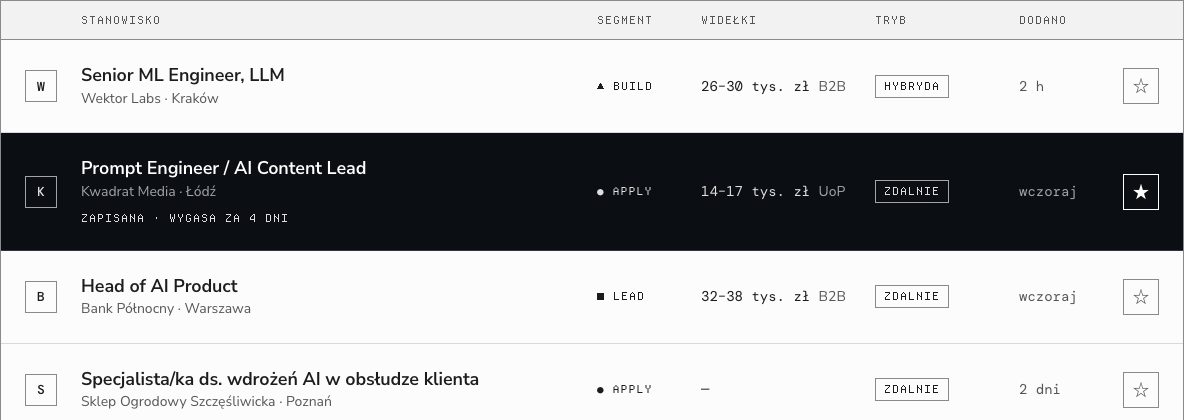 STANOWISKO SEGMENT WIDEŁKI TRYB DODANO
W
Senior ML Engineer, LLM
Wektor Labs · Kraków
▲ BUILD
26–30 tys. zł B2B
HYBRYDA
2 h
☆
K
Prompt Engineer / AI Content Lead
Kwadrat Media · Łódź
ZAPISANA · WYGASA ZA 4 DNI
● APPLY
14–17 tys. zł UoP
ZDALNIE
wczoraj
★
B
Head of AI Product
Bank Północny · Warszawa
■ LEAD
32–38 tys. zł B2B
ZDALNIE
wczoraj
☆
S
Specjalista/ka ds. wdrożeń AI w obsłudze klienta
Sklep Ogrodowy Szczęśliwicka · Poznań
● APPLY
—
ZDALNIE
2 dni
☆